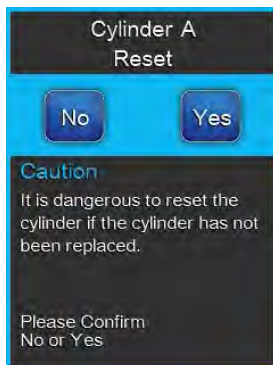 Cylinder A
Reset
No
Yes
Caution
It is dangerous to reset the
cylinder if the cylinder has not
been replaced.
Please Confirm
No or Yes